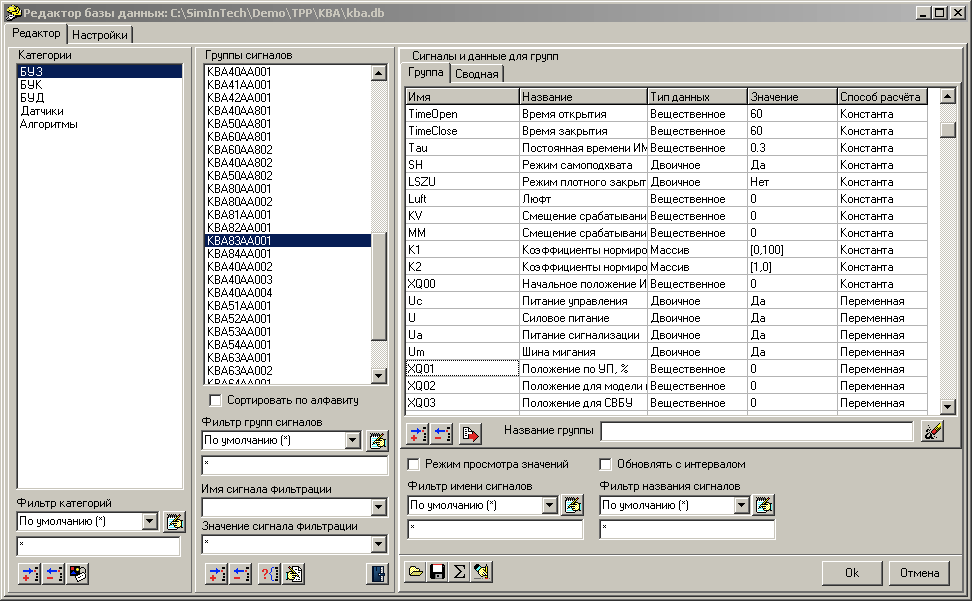 Редактор базы данных: C:\SimInTech\Demo\TPP\KBA\kba.db
Редактор Настройки
Категории
БУЗ
БУК
БУД
Датчики
Алгоритмы
Фильтр категорий
По умолчанию (*)
*
Группы сигналов
KBA40AA001
KBA41AA001
KBA42AA001
KBA40AA801
KBA50AA801
KBA60AA801
KBA40AA802
KBA60AA802
KBA50AA802
KBA80AA001
KBA80AA002
KBA81AA001
KBA82AA001
KBA83AA001
KBA84AA001
KBA40AA002
KBA40AA003
KBA40AA004
KBA51AA001
KBA52AA001
KBA53AA001
KBA54AA001
KBA63AA001
KBA63AA002
KBA64AA001
Сортировать по алфавиту
Фильтр групп сигналов
По умолчанию (*)
*
Имя сигнала фильтрации
Значение сигнала фильтрации
*
Сигналы и данные для групп
Группа Сводная
Имя Название Тип данных Значение Способ расчёта
TimeOpen Время открытия Вещественное 60 Константа
TimeClose Время закрытия Вещественное 60 Константа
Tau Постоянная времени ИМ Вещественное 0.3 Константа
SH Режим самоподхвата Двоичное Да Константа
LSZU Режим плотного закрыт Двоичное Нет Константа
Luft Люфт Вещественное 0 Константа
KV Смещение срабатывани Вещественное 0 Константа
MM Смещение срабатывани Вещественное 0 Константа
K1 Коэффициенты нормиро Массив [0,100] Константа
K2 Коэффициенты нормиро Массив [1,0] Константа
XQ00 Начальное положение И Вещественное 0 Константа
Uc Питание управления Двоичное Да Переменная
U Силовое питание Двоичное Да Переменная
Ua Питание сигнализации Двоичное Да Переменная
Um Шина мигания Двоичное Да Переменная
XQ01 Положение по УП, % Вещественное 0 Переменная
XQ02 Положение для модели Вещественное 0 Переменная
XQ03 Положение для СВБУ Вещественное 0 Переменная
Название группы
Режим просмотра значений Обновлять с интервалом
Фильтр имени сигналов Фильтр названия сигналов
По умолчанию (*) По умолчанию (*)
* *
Ok Отмена